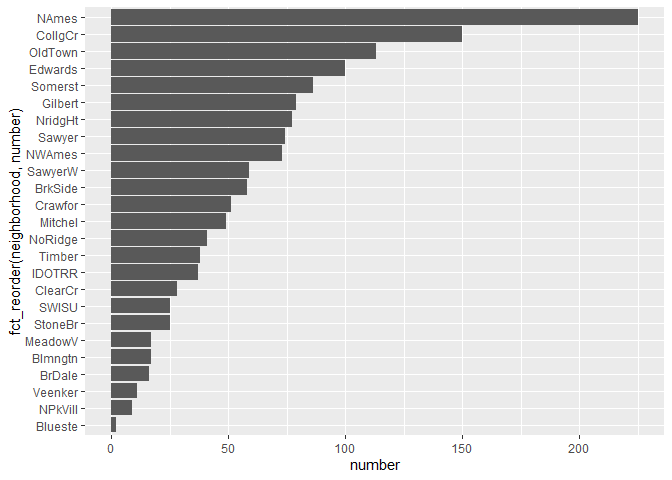 NAmes
CollgCr
OldTown
Edwards
Somerst
Gilbert
NridgHt
Sawyer
NWAmes
SawyerW
BrkSide
Crawfor
Mitchel
NoRidge
Timber
IDOTRR
ClearCr
SWISU
StoneBr
MeadowV
Blmngtn
BrDale
Veenker
NPkVill
Blueste
fct_reorder(neighborhood, number)
0 50 100 150 200
number